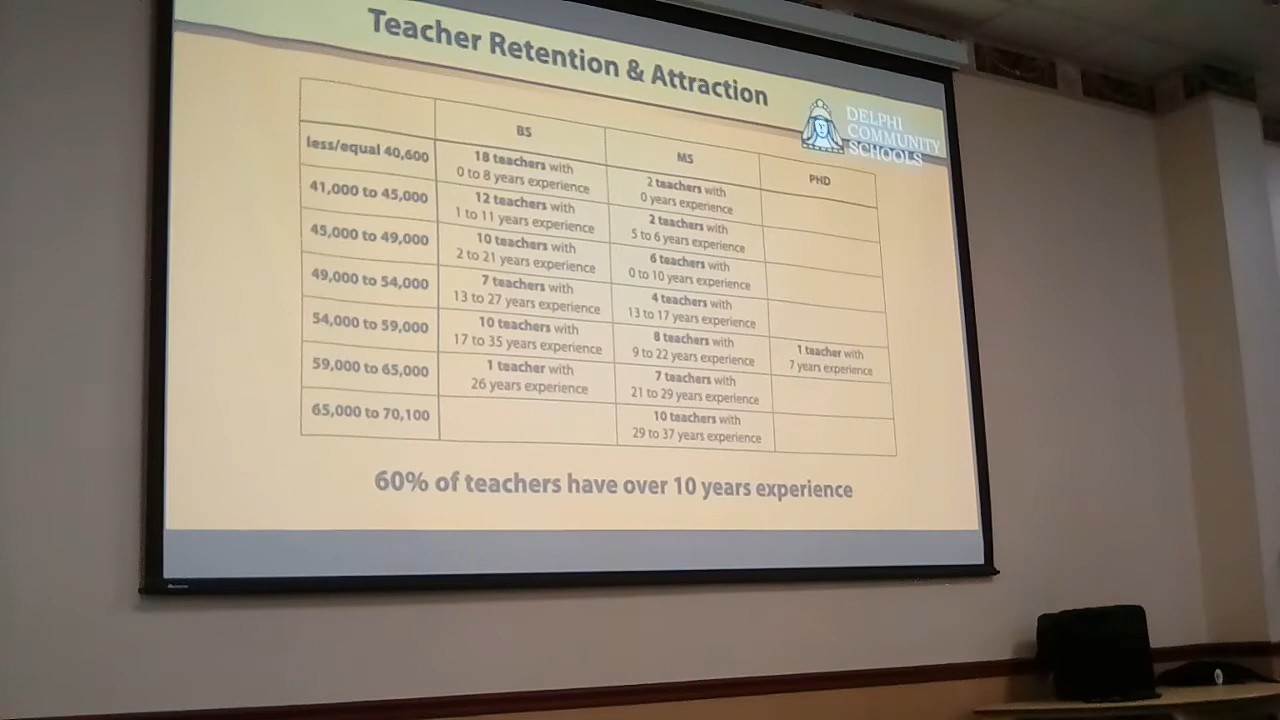 Teacher Retention & Attraction
DELPHI
COMMUNITY
SCHOOLS
BS
MS
PHD
less/equal 40,600
18 teachers with
0 to 8 years experience
2 teachers with
0 years experience
41,000 to 45,000
12 teachers with
1 to 11 years experience
2 teachers with
5 to 6 years experience
45,000 to 49,000
10 teachers with
2 to 21 years experience
6 teachers with
0 to 10 years experience
49,000 to 54,000
7 teachers with
13 to 27 years experience
4 teachers with
13 to 17 years experience
54,000 to 59,000
10 teachers with
17 to 35 years experience
8 teachers with
9 to 22 years experience
1 teacher with
7 years experience
59,000 to 65,000
1 teacher with
26 years experience
7 teachers with
21 to 29 years experience
65,000 to 70,100
10 teachers with
29 to 37 years experience
60% of teachers have over 10 years experience